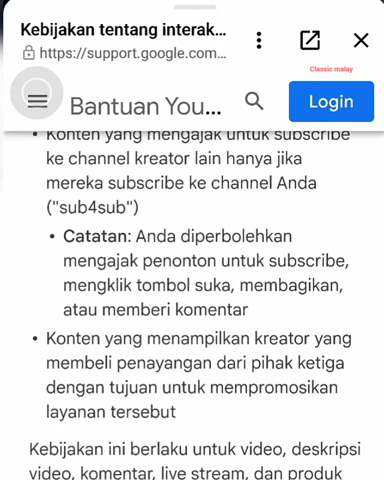 Kebijakan tentang interak...
https://support.google.com...
Classic malay
Bantuan You...
Login
• Konten yang mengajak untuk subscribe
ke channel kreator lain hanya jika
mereka subscribe ke channel Anda
("sub4sub")
• Catatan: Anda diperbolehkan
mengajak penonton untuk subscribe,
mengklik tombol suka, membagikan,
atau memberi komentar
• Konten yang menampilkan kreator yang
membeli penayangan dari pihak ketiga
dengan tujuan untuk mempromosikan
layanan tersebut
Kebijakan ini berlaku untuk video, deskripsi
video, komentar, live stream, dan produk